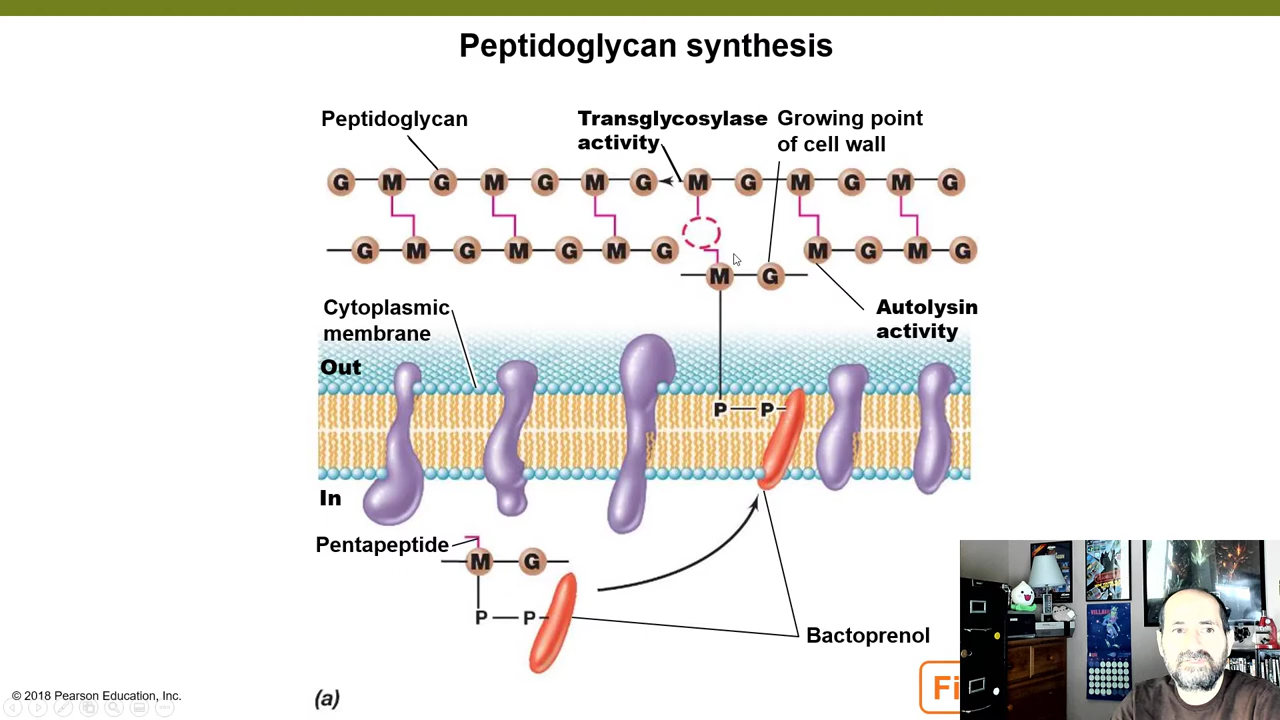 Peptidoglycan synthesis
Peptidoglycan
Transglycosylase
activity
Growing point
of cell wall
G M G M G M G M G M G M G
G M G M G M G M G M G
M G
Autolysin
activity
Cytoplasmic
membrane
Out
P P
In
Pentapeptide
M G
P P
Bactoprenol
Fi
(a)
© 2018 Pearson Education, Inc.